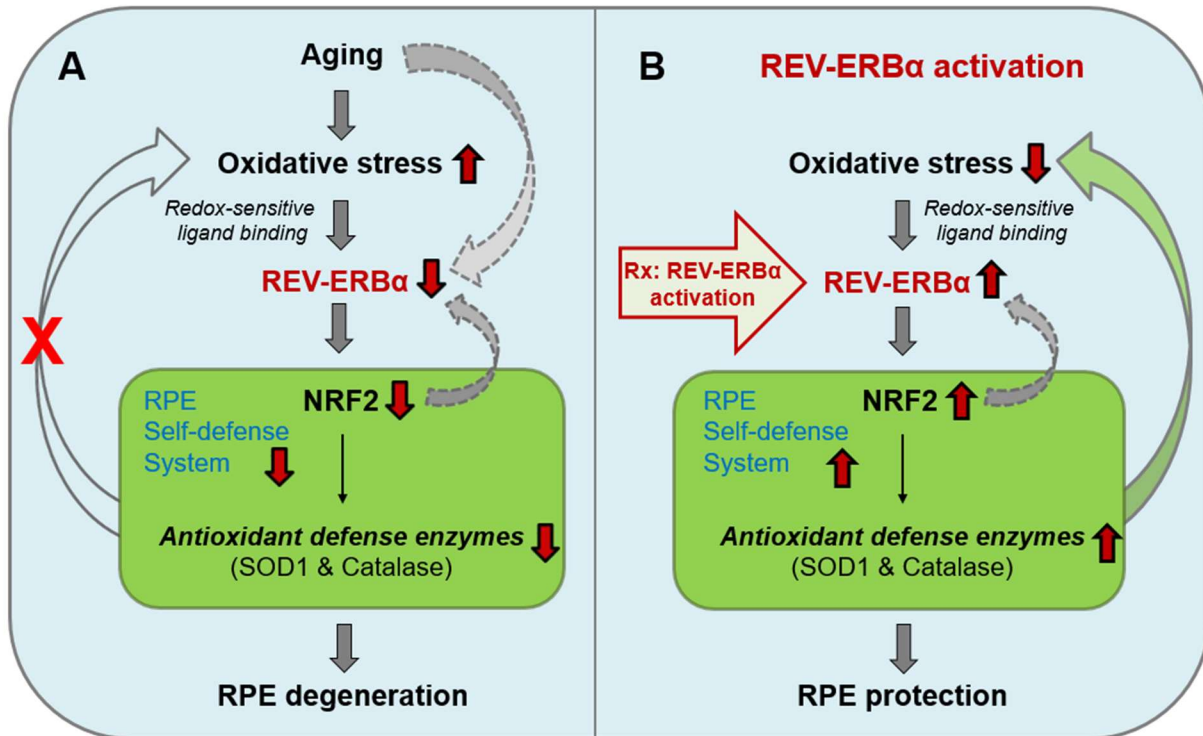 A
Aging
Oxidative stress
Redox-sensitive
ligand binding
REV-ERBα
X
RPE
Self-defense
System
NRF2
Antioxidant defense enzymes
(SOD1 & Catalase)
RPE degeneration
B
REV-ERBα activation
Oxidative stress
Redox-sensitive
ligand binding
Rx: REV-ERBα
activation
REV-ERBα
RPE
Self-defense
System
NRF2
Antioxidant defense enzymes
(SOD1 & Catalase)
RPE protection